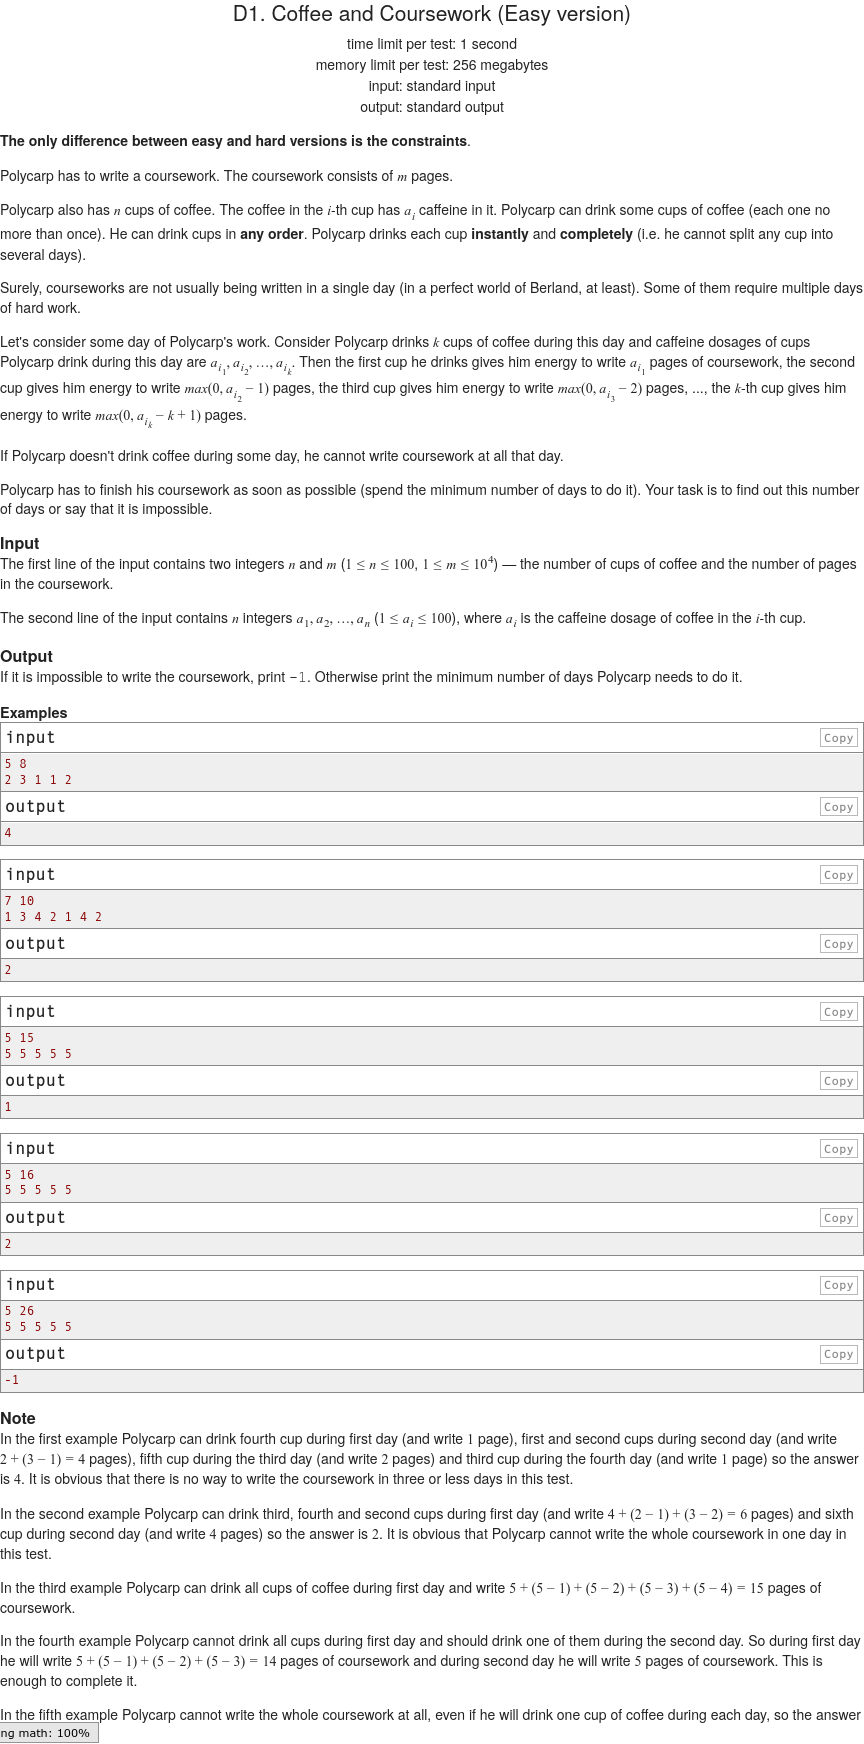 D1. Coffee and Coursework (Easy version)
time limit per test: 1 second
memory limit per test: 256 megabytes
input: standard input
output: standard output
The only difference between easy and hard versions is the constraints.
Polycarp has to write a coursework. The coursework consists of m pages.
Polycarp also has n cups of coffee. The coffee in the i-th cup has a_i caffeine in it. Polycarp can drink some cups of coffee (each one no
more than once). He can drink cups in any order. Polycarp drinks each cup instantly and completely (i.e. he cannot split any cup into
several days).
Surely, courseworks are not usually being written in a single day (in a perfect world of Berland, at least). Some of them require multiple days
of hard work.
Let's consider some day of Polycarp's work. Consider Polycarp drinks k cups of coffee during this day and caffeine dosages of cups
Polycarp drink during this day are a_{i_1}, a_{i_2}, …, a_{i_k}. Then the first cup he drinks gives him energy to write a_{i_1} pages of coursework, the second
cup gives him energy to write max(0, a_{i_2} − 1) pages, the third cup gives him energy to write max(0, a_{i_3} − 2) pages, ..., the k-th cup gives him
energy to write max(0, a_{i_k} − k + 1) pages.
If Polycarp doesn't drink coffee during some day, he cannot write coursework at all that day.
Polycarp has to finish his coursework as soon as possible (spend the minimum number of days to do it). Your task is to find out this number
of days or say that it is impossible.
Input
The first line of the input contains two integers n and m (1 ≤ n ≤ 100, 1 ≤ m ≤ 10^4) — the number of cups of coffee and the number of pages
in the coursework.
The second line of the input contains n integers a_1, a_2, …, a_n (1 ≤ a_i ≤ 100), where a_i is the caffeine dosage of coffee in the i-th cup.
Output
If it is impossible to write the coursework, print −1. Otherwise print the minimum number of days Polycarp needs to do it.
Examples
input Copy
5 8
2 3 1 1 2
output Copy
4
input Copy
7 10
1 3 4 2 1 4 2
output Copy
2
input Copy
5 15
5 5 5 5 5
output Copy
1
input Copy
5 16
5 5 5 5 5
output Copy
2
input Copy
5 26
5 5 5 5 5
output Copy
-1
Note
In the first example Polycarp can drink fourth cup during first day (and write 1 page), first and second cups during second day (and write
2 + (3 − 1) = 4 pages), fifth cup during the third day (and write 2 pages) and third cup during the fourth day (and write 1 page) so the answer
is 4. It is obvious that there is no way to write the coursework in three or less days in this test.
In the second example Polycarp can drink third, fourth and second cups during first day (and write 4 + (2 − 1) + (3 − 2) = 6 pages) and sixth
cup during second day (and write 4 pages) so the answer is 2. It is obvious that Polycarp cannot write the whole coursework in one day in
this test.
In the third example Polycarp can drink all cups of coffee during first day and write 5 + (5 − 1) + (5 − 2) + (5 − 3) + (5 − 4) = 15 pages of
coursework.
In the fourth example Polycarp cannot drink all cups during first day and should drink one of them during the second day. So during first day
he will write 5 + (5 − 1) + (5 − 2) + (5 − 3) = 14 pages of coursework and during second day he will write 5 pages of coursework. This is
enough to complete it.
In the fifth example Polycarp cannot write the whole coursework at all, even if he will drink one cup of coffee during each day, so the answer
ng math: 100%